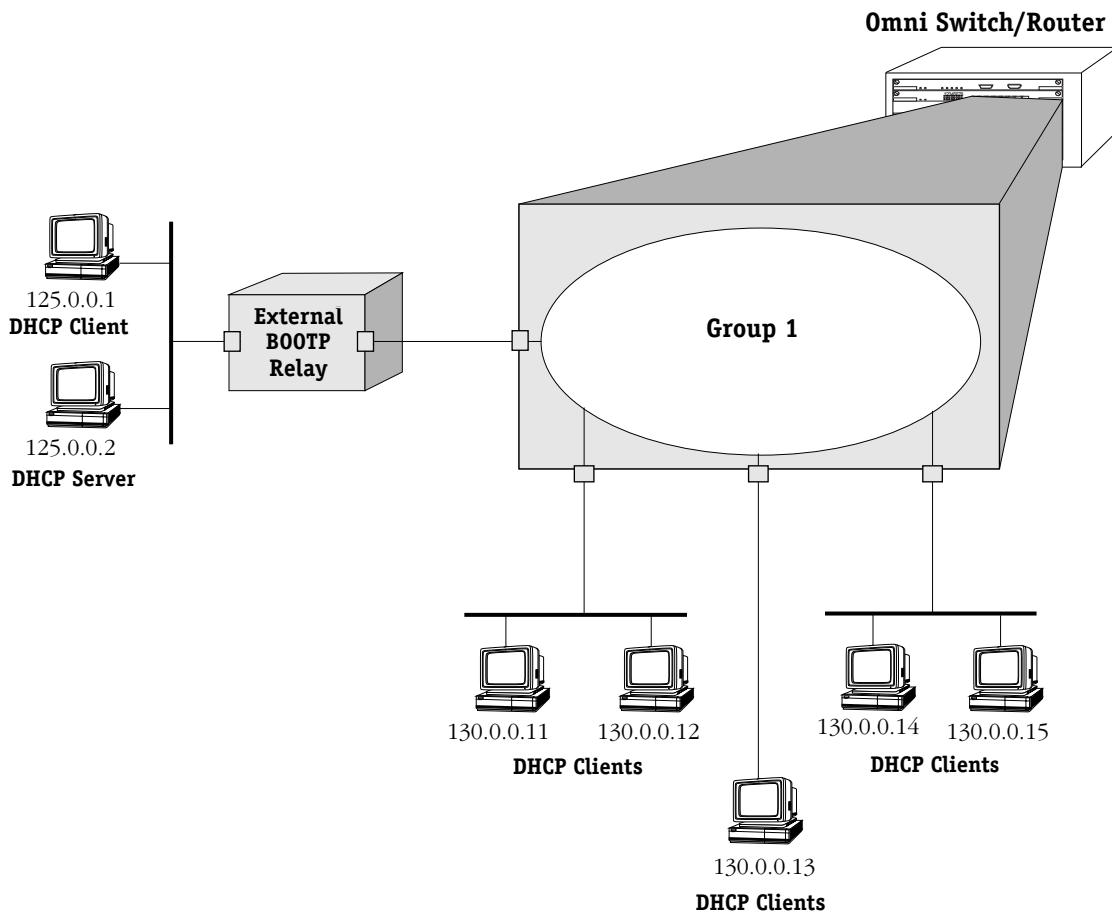 Omni Switch/Router
125.0.0.1
DHCP Client
External
BOOTP
Relay
Group 1
125.0.0.2
DHCP Server
130.0.0.11
130.0.0.12
DHCP Clients
130.0.0.14
130.0.0.15
DHCP Clients
130.0.0.13
DHCP Clients